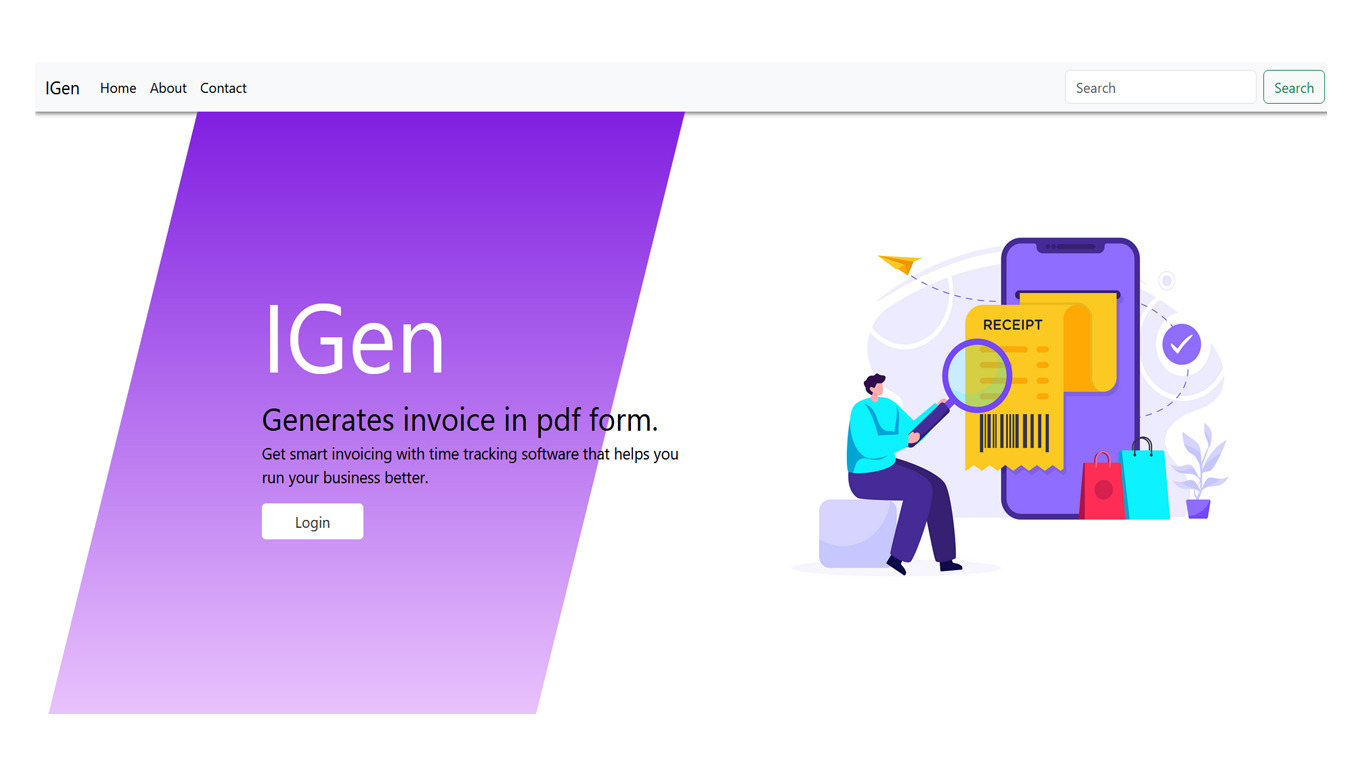 IGen Home About Contact Search Search
IGen
Generates invoice in pdf form.
Get smart invoicing with time tracking software that helps you
run your business better.
Login
RECEIPT